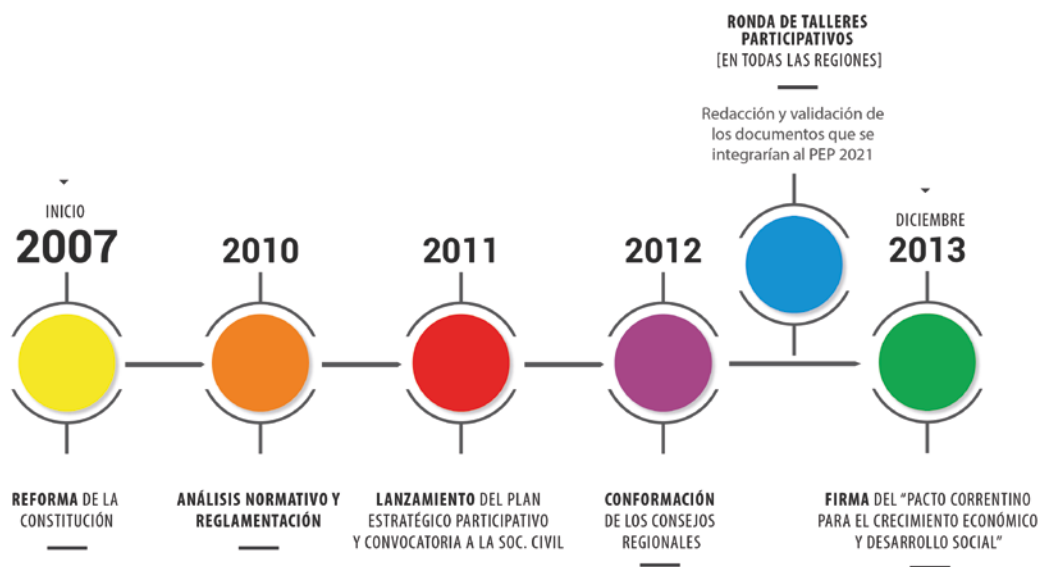 RONDA DE TALLERES
PARTICIPATIVOS
[EN TODAS LAS REGIONES]
Redacción y validación de
los documentos que se
integrarían al PEP 2021
INICIO
2007
2010
2011
2012
DICIEMBRE
2013
REFORMA DE LA
CONSTITUCIÓN
ANÁLISIS NORMATIVO Y
REGLAMENTACIÓN
LANZAMIENTO DEL PLAN
ESTRATÉGICO PARTICIPATIVO
Y CONVOCATORIA A LA SOC. CIVIL
CONFORMACIÓN
DE LOS CONSEJOS
REGIONALES
FIRMA DEL “PACTO CORRENTINO
PARA EL CRECIMIENTO ECONÓMICO
Y DESARROLLO SOCIAL”